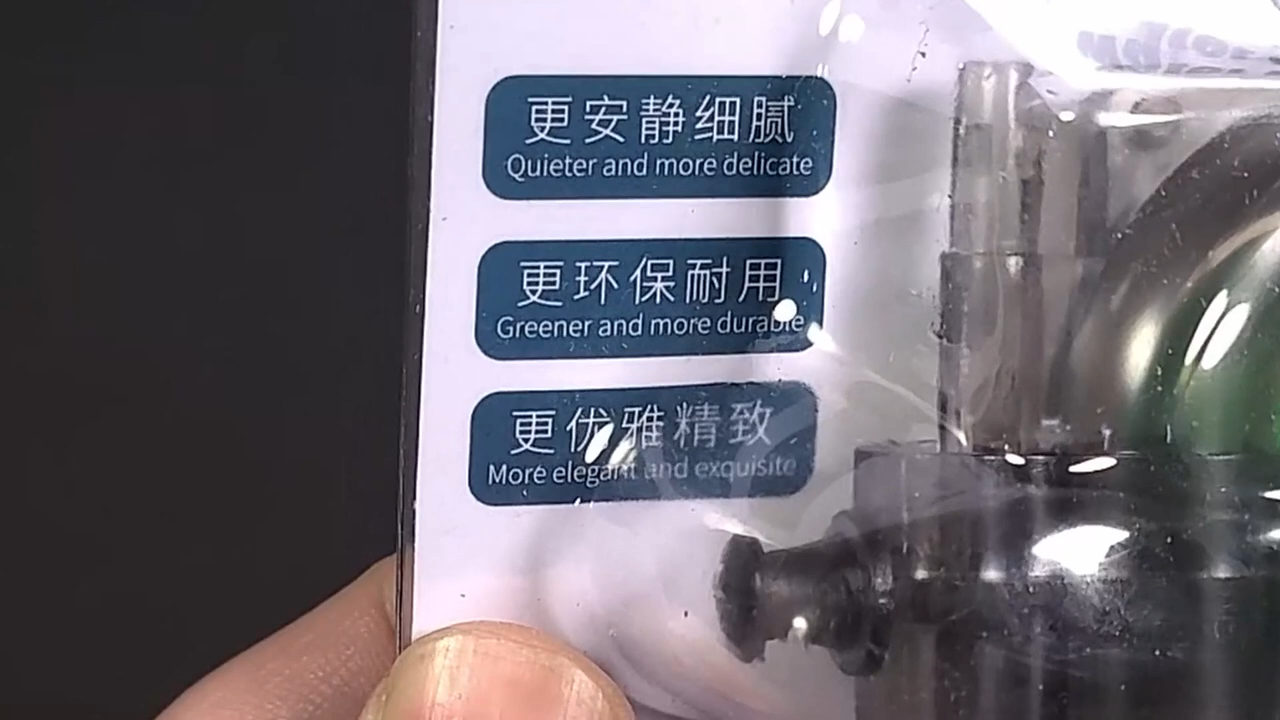 更安静细腻
Quieter and more delicate
更环保耐用
Greener and more durable
更优雅精致
More elegant and exquisite